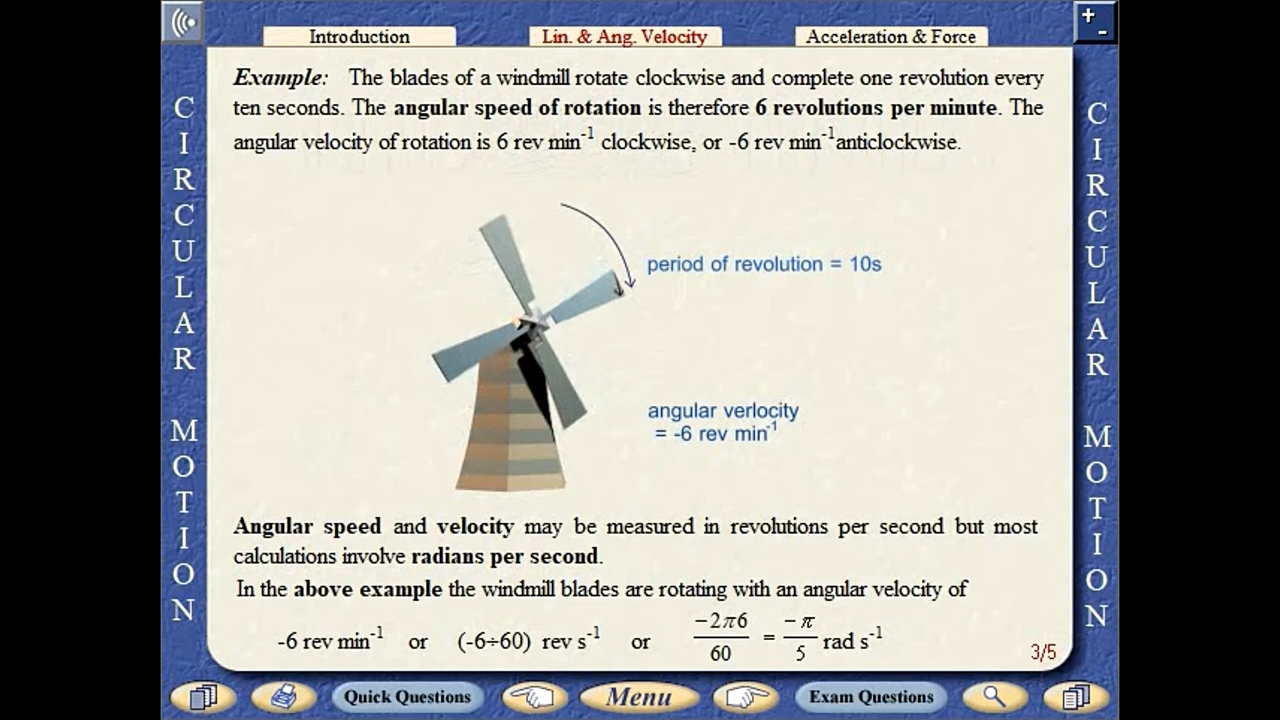 +
-
Introduction
Lin. & Ang. Velocity
Acceleration & Force
CIRCULAR MOTION
Example: The blades of a windmill rotate clockwise and complete one revolution every
ten seconds. The angular speed of rotation is therefore 6 revolutions per minute. The
angular velocity of rotation is 6 rev min⁻¹ clockwise, or -6 rev min⁻¹anticlockwise.
period of revolution = 10s
angular verlocity
= -6 rev min⁻¹
Angular speed and velocity may be measured in revolutions per second but most
calculations involve radians per second.
In the above example the windmill blades are rotating with an angular velocity of
-6 rev min⁻¹ or (-6÷60) rev s⁻¹ or −2π6/60 = −π/5 rad s⁻¹
3/5
CIRCULAR MOTION
Quick Questions
Menu
Exam Questions